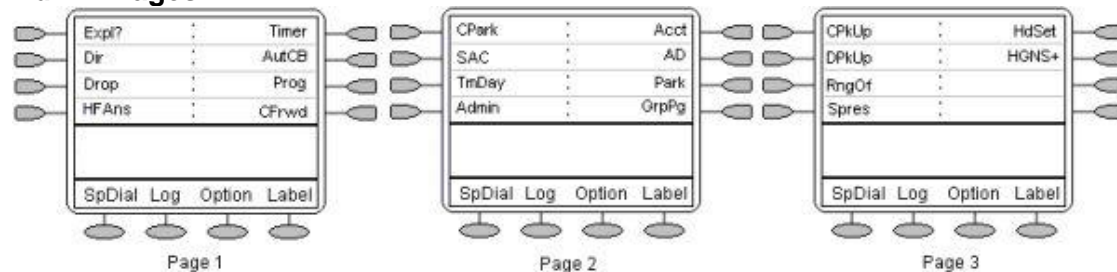 Expl? : Timer
Dir : AutCB
Drop : Prog
HFAns : CFrwd
SpDial Log Option Label
Page 1
CPark : Acct
SAC : AD
TmDay : Park
Admin : GrpPg
SpDial Log Option Label
Page 2
CPkUp : HdSet
DPkUp : HGNS+
RngOf :
Spres :
SpDial Log Option Label
Page 3